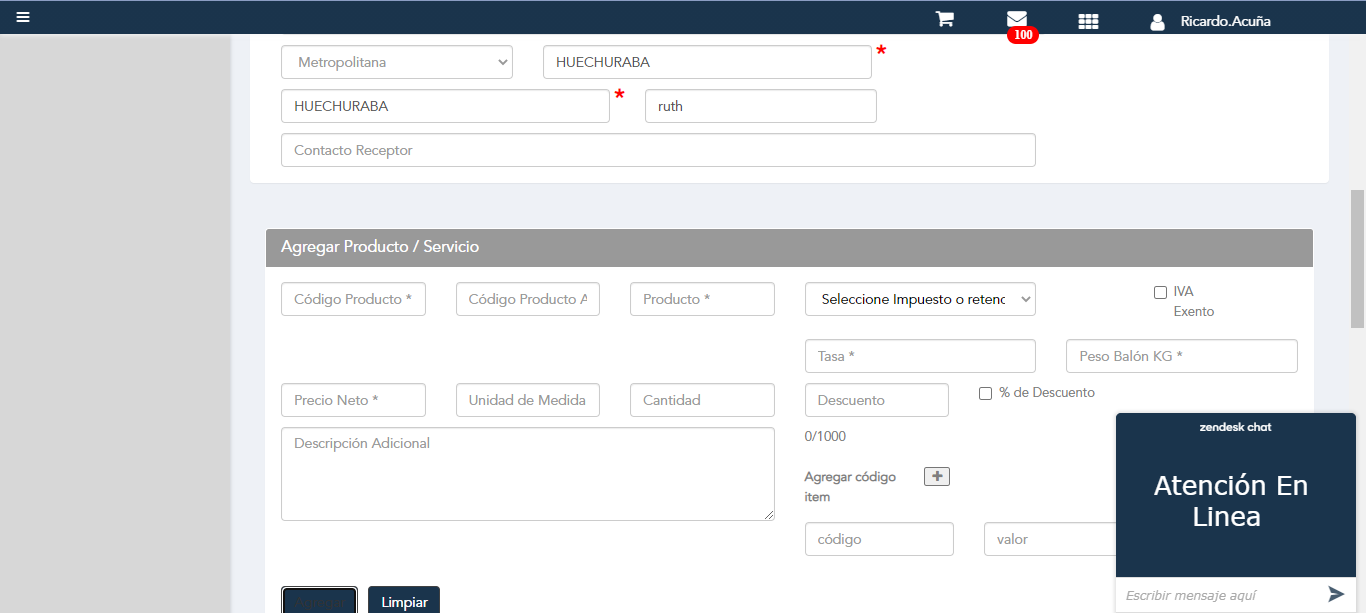 Ricardo.Acuña
100
Metropolitana
HUECHURABA
*
HUECHURABA
*
ruth
Contacto Receptor
Agregar Producto / Servicio
Código Producto *
Código Producto A
Producto *
Seleccione Impuesto o retenc
IVA
Exento
Tasa *
Peso Balón KG *
Precio Neto *
Unidad de Medida
Cantidad
Descuento
% de Descuento
0/1000
Descripción Adicional
Agregar código
item
código
valor
Limpiar
zendesk chat
Atención En
Linea
Escribir mensaje aquí